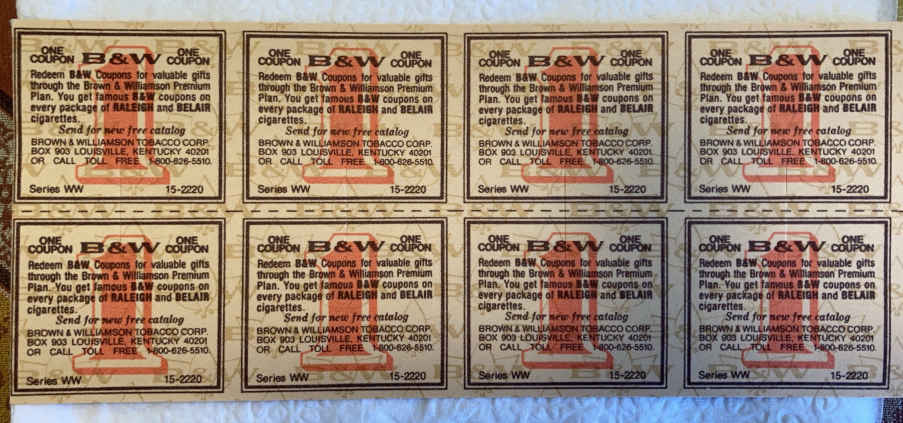 ONE COUPON B&W ONE COUPON
Redeem B&W Coupons for valuable gifts
through the Brown & Williamson Premium
Plan. You get famous B&W coupons on
every package of RALEIGH and BELAIR
cigarettes.
Send for new free catalog
BROWN & WILLIAMSON TOBACCO CORP.
BOX 903 LOUISVILLE, KENTUCKY 40201
OR CALL TOLL FREE 1-800-626-5510.
Series WW 15-2220
ONE COUPON B&W ONE COUPON
Redeem B&W Coupons for valuable gifts
through the Brown & Williamson Premium
Plan. You get famous B&W coupons on
every package of RALEIGH and BELAIR
cigarettes.
Send for new free catalog
BROWN & WILLIAMSON TOBACCO CORP.
BOX 903 LOUISVILLE, KENTUCKY 40201
OR CALL TOLL FREE 1-800-626-5510.
Series WW 15-2220
ONE COUPON B&W ONE COUPON
Redeem B&W Coupons for valuable gifts
through the Brown & Williamson Premium
Plan. You get famous B&W coupons on
every package of RALEIGH and BELAIR
cigarettes.
Send for new free catalog
BROWN & WILLIAMSON TOBACCO CORP.
BOX 903 LOUISVILLE, KENTUCKY 40201
OR CALL TOLL FREE 1-800-626-5510.
Series WW 15-2220
ONE COUPON B&W ONE COUPON
Redeem B&W Coupons for valuable gifts
through the Brown & Williamson Premium
Plan. You get famous B&W coupons on
every package of RALEIGH and BELAIR
cigarettes.
Send for new free catalog
BROWN & WILLIAMSON TOBACCO CORP.
BOX 903 LOUISVILLE, KENTUCKY 40201
OR CALL TOLL FREE 1-800-626-5510.
Series WW 15-2220
ONE COUPON B&W ONE COUPON
Redeem B&W Coupons for valuable gifts
through the Brown & Williamson Premium
Plan. You get famous B&W coupons on
every package of RALEIGH and BELAIR
cigarettes.
Send for new free catalog
BROWN & WILLIAMSON TOBACCO CORP.
BOX 903 LOUISVILLE, KENTUCKY 40201
OR CALL TOLL FREE 1-800-626-5510.
Series WW 15-2220
ONE COUPON B&W ONE COUPON
Redeem B&W Coupons for valuable gifts
through the Brown & Williamson Premium
Plan. You get famous B&W coupons on
every package of RALEIGH and BELAIR
cigarettes.
Send for new free catalog
BROWN & WILLIAMSON TOBACCO CORP.
BOX 903 LOUISVILLE, KENTUCKY 40201
OR CALL TOLL FREE 1-800-626-5510.
Series WW 15-2220
ONE COUPON B&W ONE COUPON
Redeem B&W Coupons for valuable gifts
through the Brown & Williamson Premium
Plan. You get famous B&W coupons on
every package of RALEIGH and BELAIR
cigarettes.
Send for new free catalog
BROWN & WILLIAMSON TOBACCO CORP.
BOX 903 LOUISVILLE, KENTUCKY 40201
OR CALL TOLL FREE 1-800-626-5510.
Series WW 15-2220
ONE COUPON B&W ONE COUPON
Redeem B&W Coupons for valuable gifts
through the Brown & Williamson Premium
Plan. You get famous B&W coupons on
every package of RALEIGH and BELAIR
cigarettes.
Send for new free catalog
BROWN & WILLIAMSON TOBACCO CORP.
BOX 903 LOUISVILLE, KENTUCKY 40201
OR CALL TOLL FREE 1-800-626-5510.
Series WW 15-2220